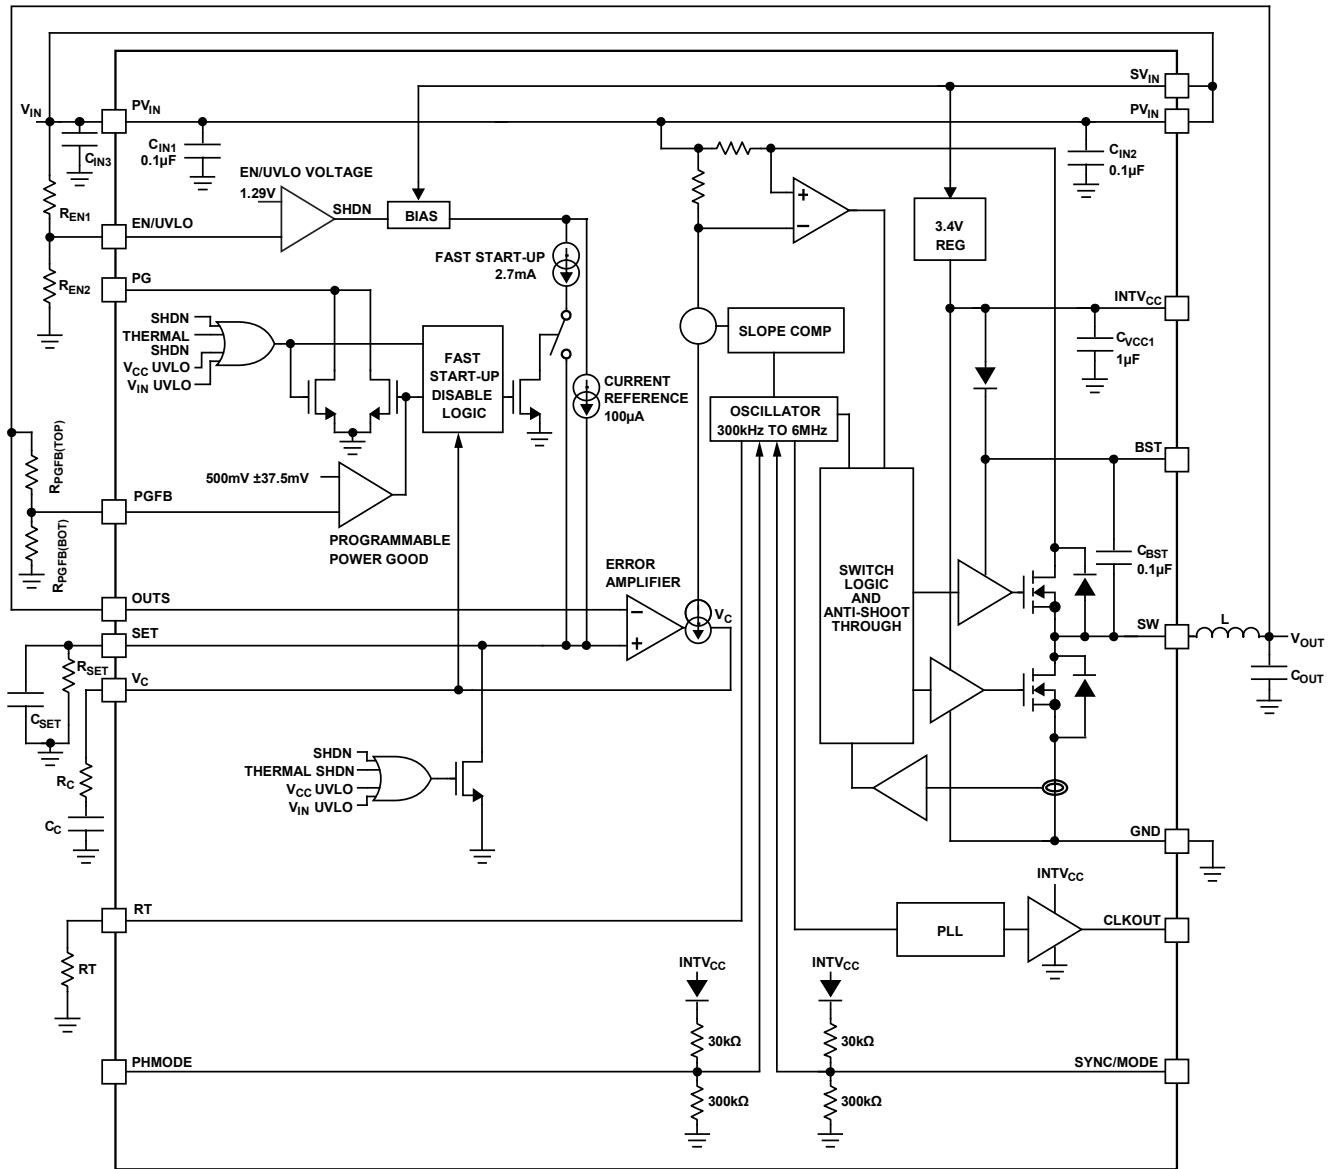 SVIN
VIN
PVIN
PVIN
CIN3
CIN1
0.1µF
CIN2
0.1µF
EN/UVLO VOLTAGE
1.29V
SHDN
BIAS
REN1
EN/UVLO
3.4V
REG
FAST START-UP
2.7mA
REN2
PG
INTVCC
SHDN
THERMAL
SHDN
VCC UVLO
VIN UVLO
FAST
START-UP
DISABLE
LOGIC
SLOPE COMP
CVCC1
1µF
CURRENT
REFERENCE
100µA
OSCILLATOR
300kHz TO 6MHz
BST
RPGFB(TOP)
500mV ±37.5mV
PGFB
RPGFB(BOT)
PROGRAMMABLE
POWER GOOD
CBST
0.1µF
ERROR
AMPLIFIER
SWITCH
LOGIC
AND
ANTI-SHOOT
THROUGH
OUTS
VC
SW
L
VOUT
SET
RSET
COUT
VC
CSET
SHDN
THERMAL SHDN
VCC UVLO
VIN UVLO
RC
CC
GND
INTVCC
RT
PLL
CLKOUT
RT
INTVCC
INTVCC
30kΩ
30kΩ
PHMODE
SYNC/MODE
300kΩ
300kΩ
+
−
−
+